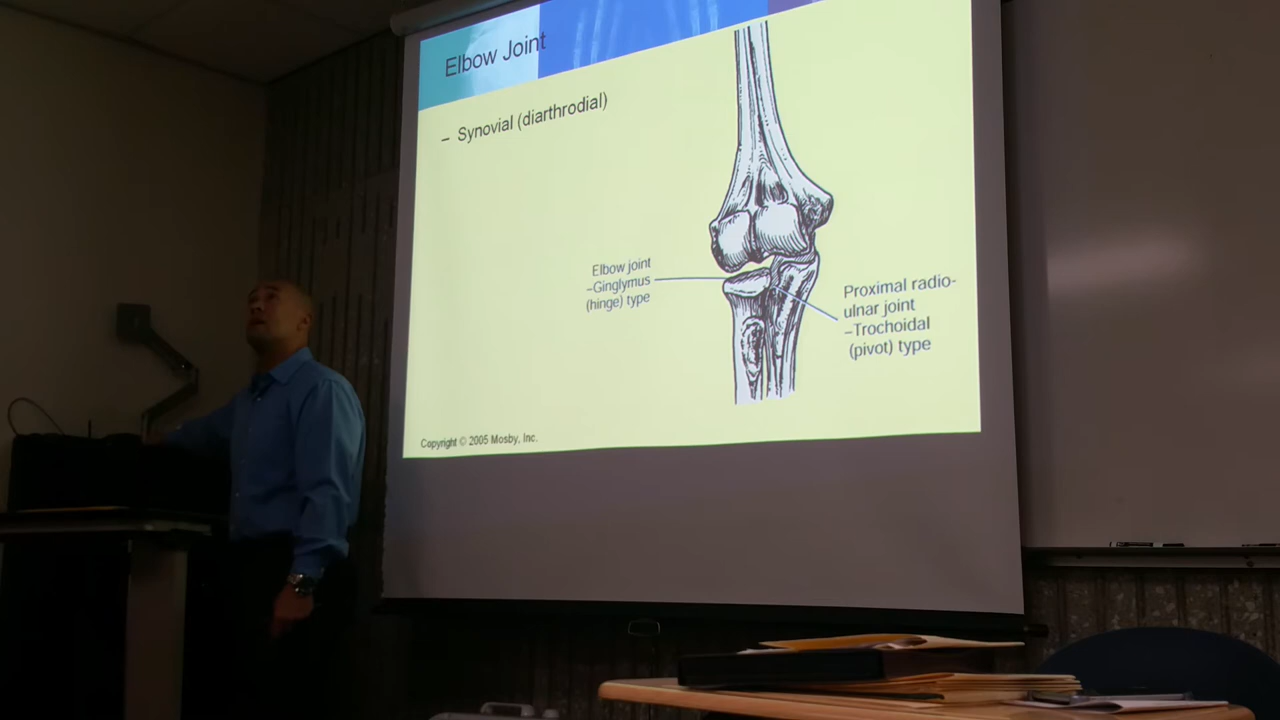 Elbow Joint
– Synovial (diarthrodial)
Elbow joint
–Ginglymus
(hinge) type
Proximal radio-
ulnar joint
–Trochoidal
(pivot) type
Copyright © 2005 Mosby, Inc.